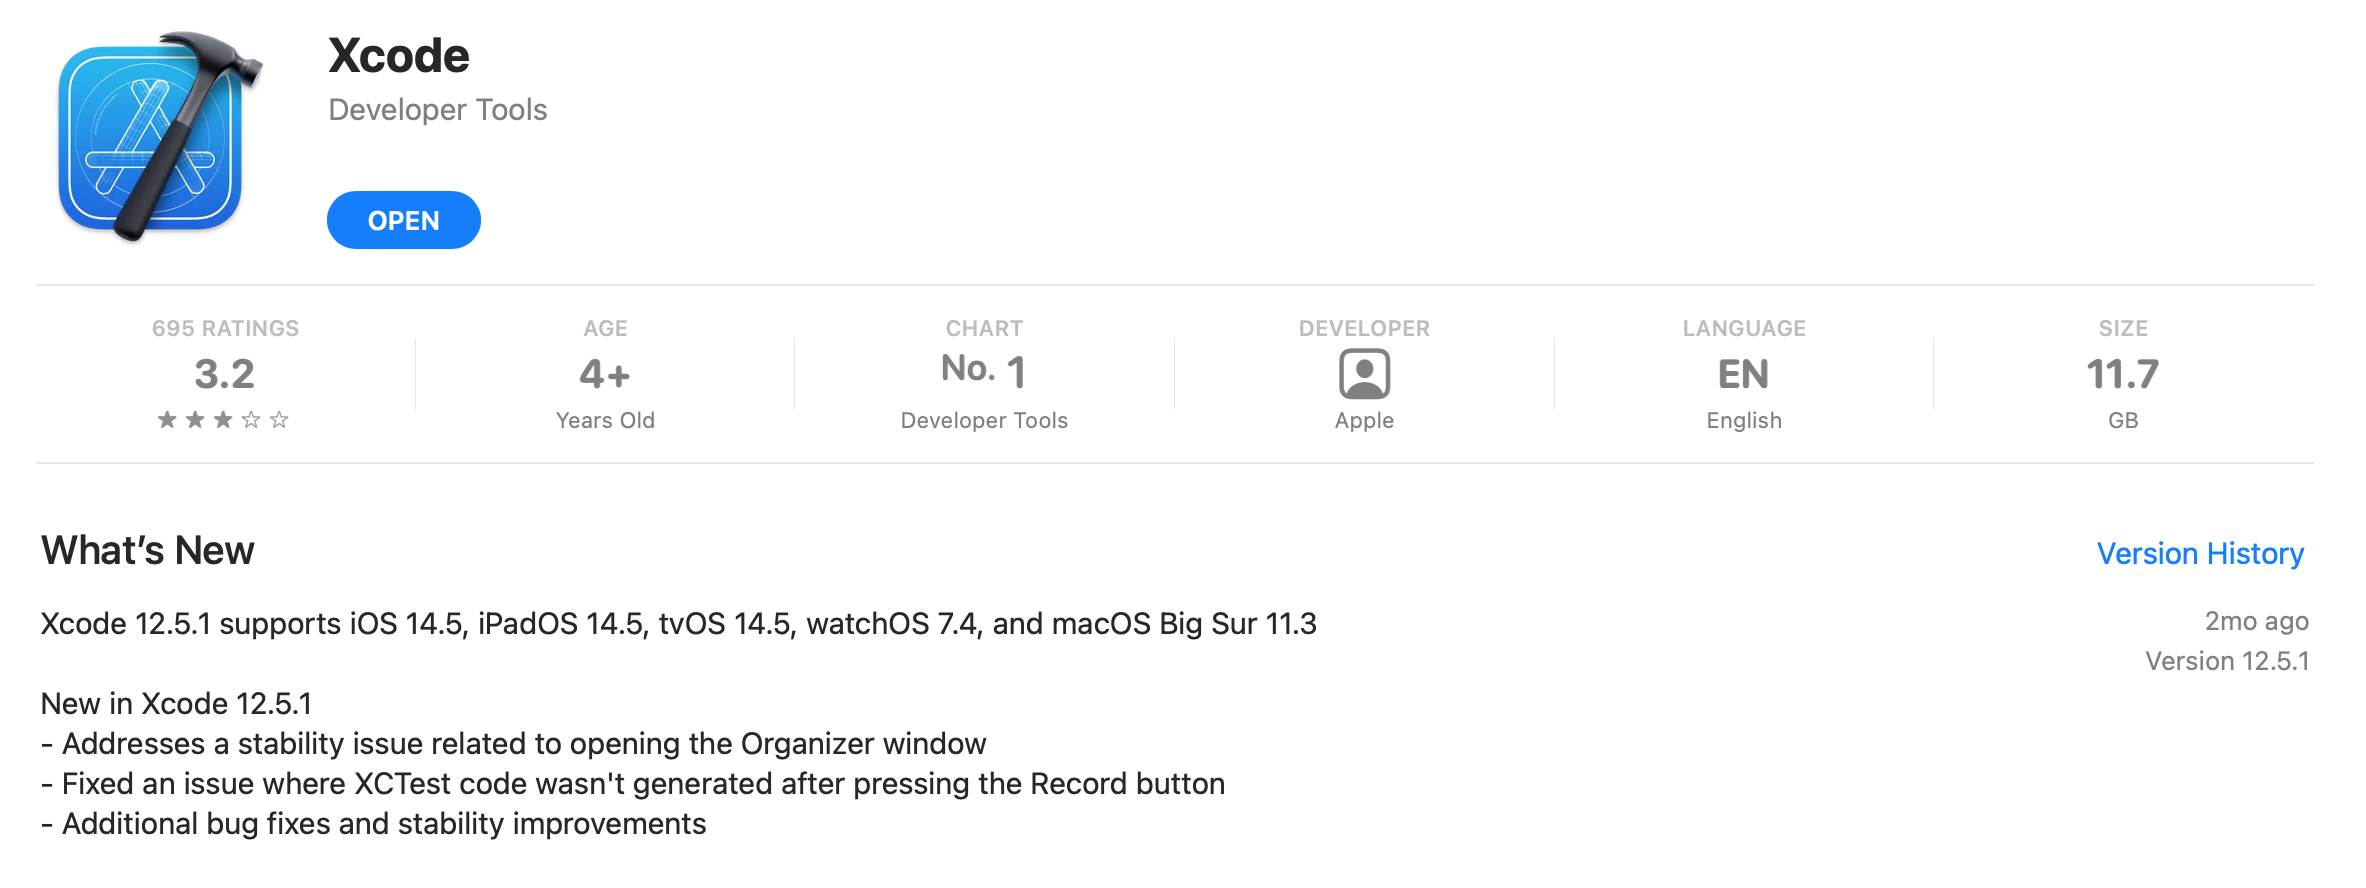 Xcode
Developer Tools
OPEN
695 RATINGS
3.2
AGE
4+
Years Old
CHART
No. 1
Developer Tools
DEVELOPER
Apple
LANGUAGE
EN
English
SIZE
11.7
GB
What’s New
Version History
Xcode 12.5.1 supports iOS 14.5, iPadOS 14.5, tvOS 14.5, watchOS 7.4, and macOS Big Sur 11.3
2mo ago
Version 12.5.1
New in Xcode 12.5.1
- Addresses a stability issue related to opening the Organizer window
- Fixed an issue where XCTest code wasn't generated after pressing the Record button
- Additional bug fixes and stability improvements